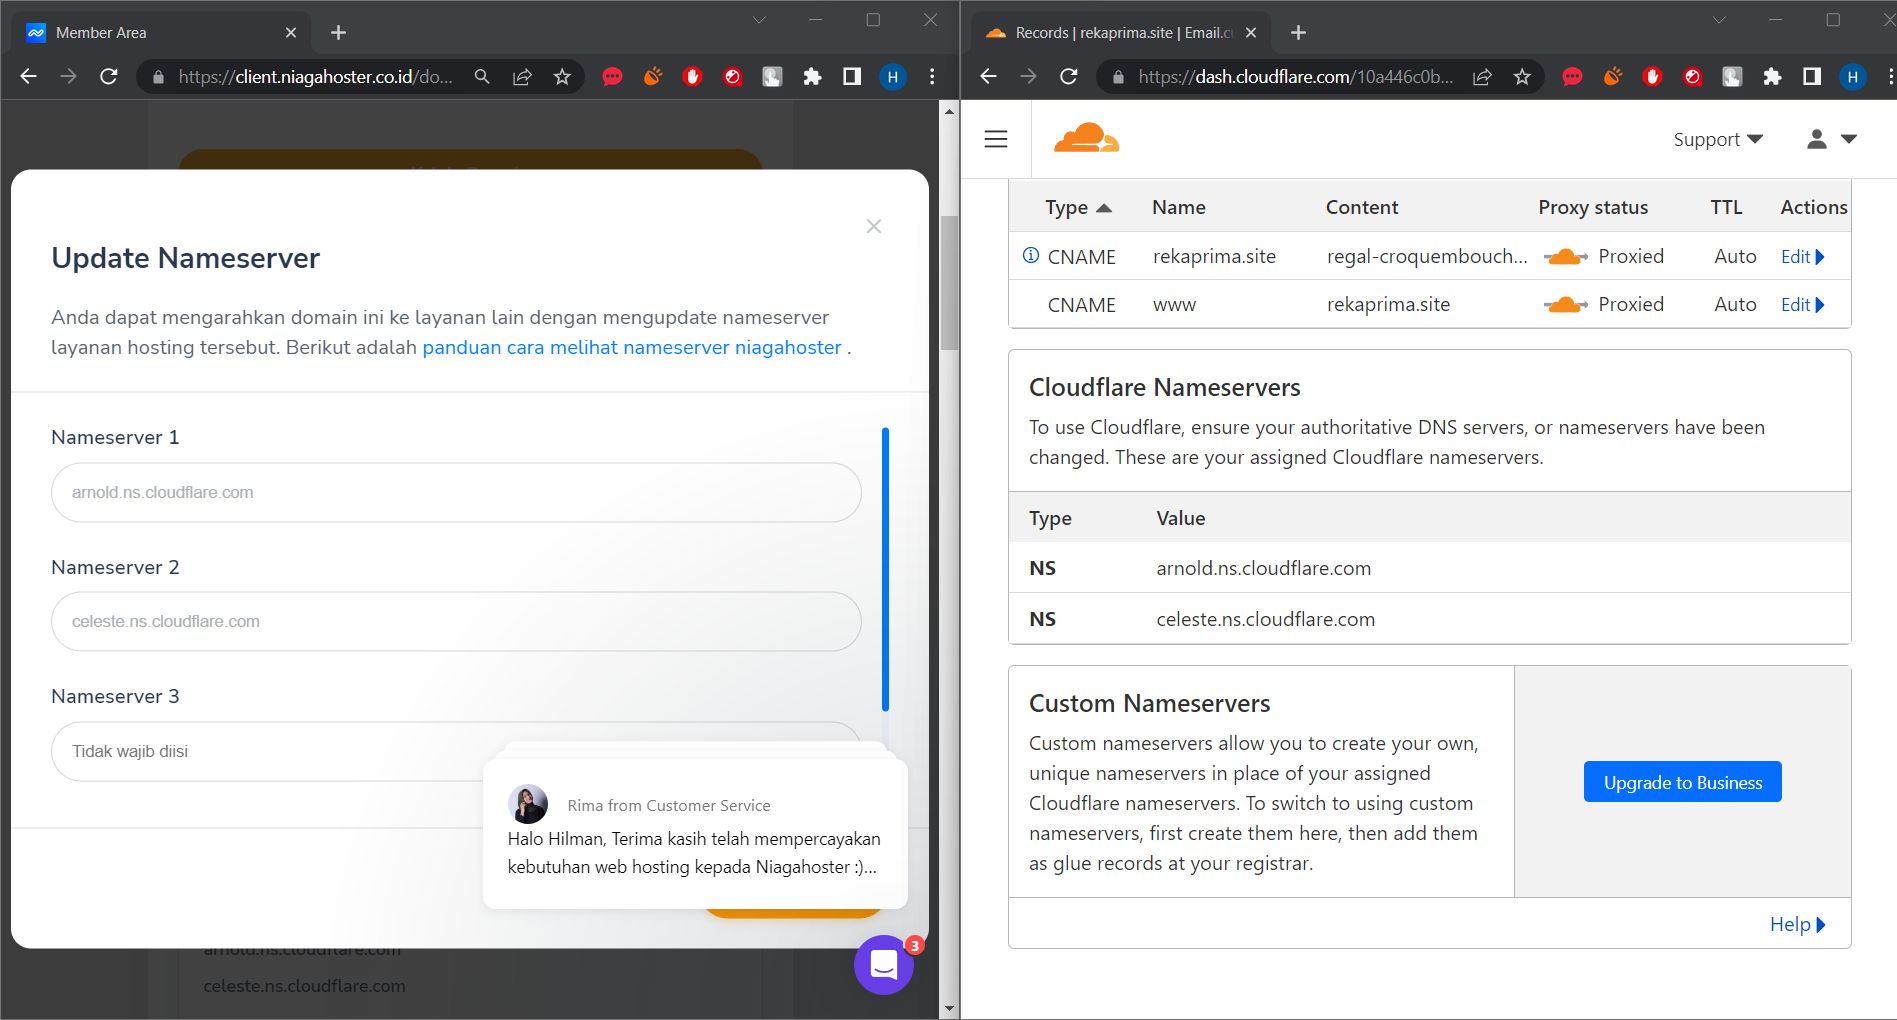 Member Area
https://client.niagahoster.co.id/do...
H
Update Nameserver
Anda dapat mengarahkan domain ini ke layanan lain dengan mengupdate nameserver
layanan hosting tersebut. Berikut adalah panduan cara melihat nameserver niagahoster .
Nameserver 1
arnold.ns.cloudflare.com
Nameserver 2
celeste.ns.cloudflare.com
Nameserver 3
Tidak wajib diisi
Rima from Customer Service
Halo Hilman, Terima kasih telah mempercayakan
kebutuhan web hosting kepada Niagahoster :)...
3
arnold.ns.cloudflare.com
celeste.ns.cloudflare.com
Records | rekaprima.site | Email.c
https://dash.cloudflare.com/10a446c0b...
H
Support
Type Name Content Proxy status TTL Actions
CNAME rekaprima.site regal-croquembouch... Proxied Auto Edit
CNAME www rekaprima.site Proxied Auto Edit
Cloudflare Nameservers
To use Cloudflare, ensure your authoritative DNS servers, or nameservers have been
changed. These are your assigned Cloudflare nameservers.
Type Value
NS arnold.ns.cloudflare.com
NS celeste.ns.cloudflare.com
Custom Nameservers
Custom nameservers allow you to create your own,
unique nameservers in place of your assigned
Cloudflare nameservers. To switch to using custom
nameservers, first create them here, then add them
as glue records at your registrar.
Upgrade to Business
Help